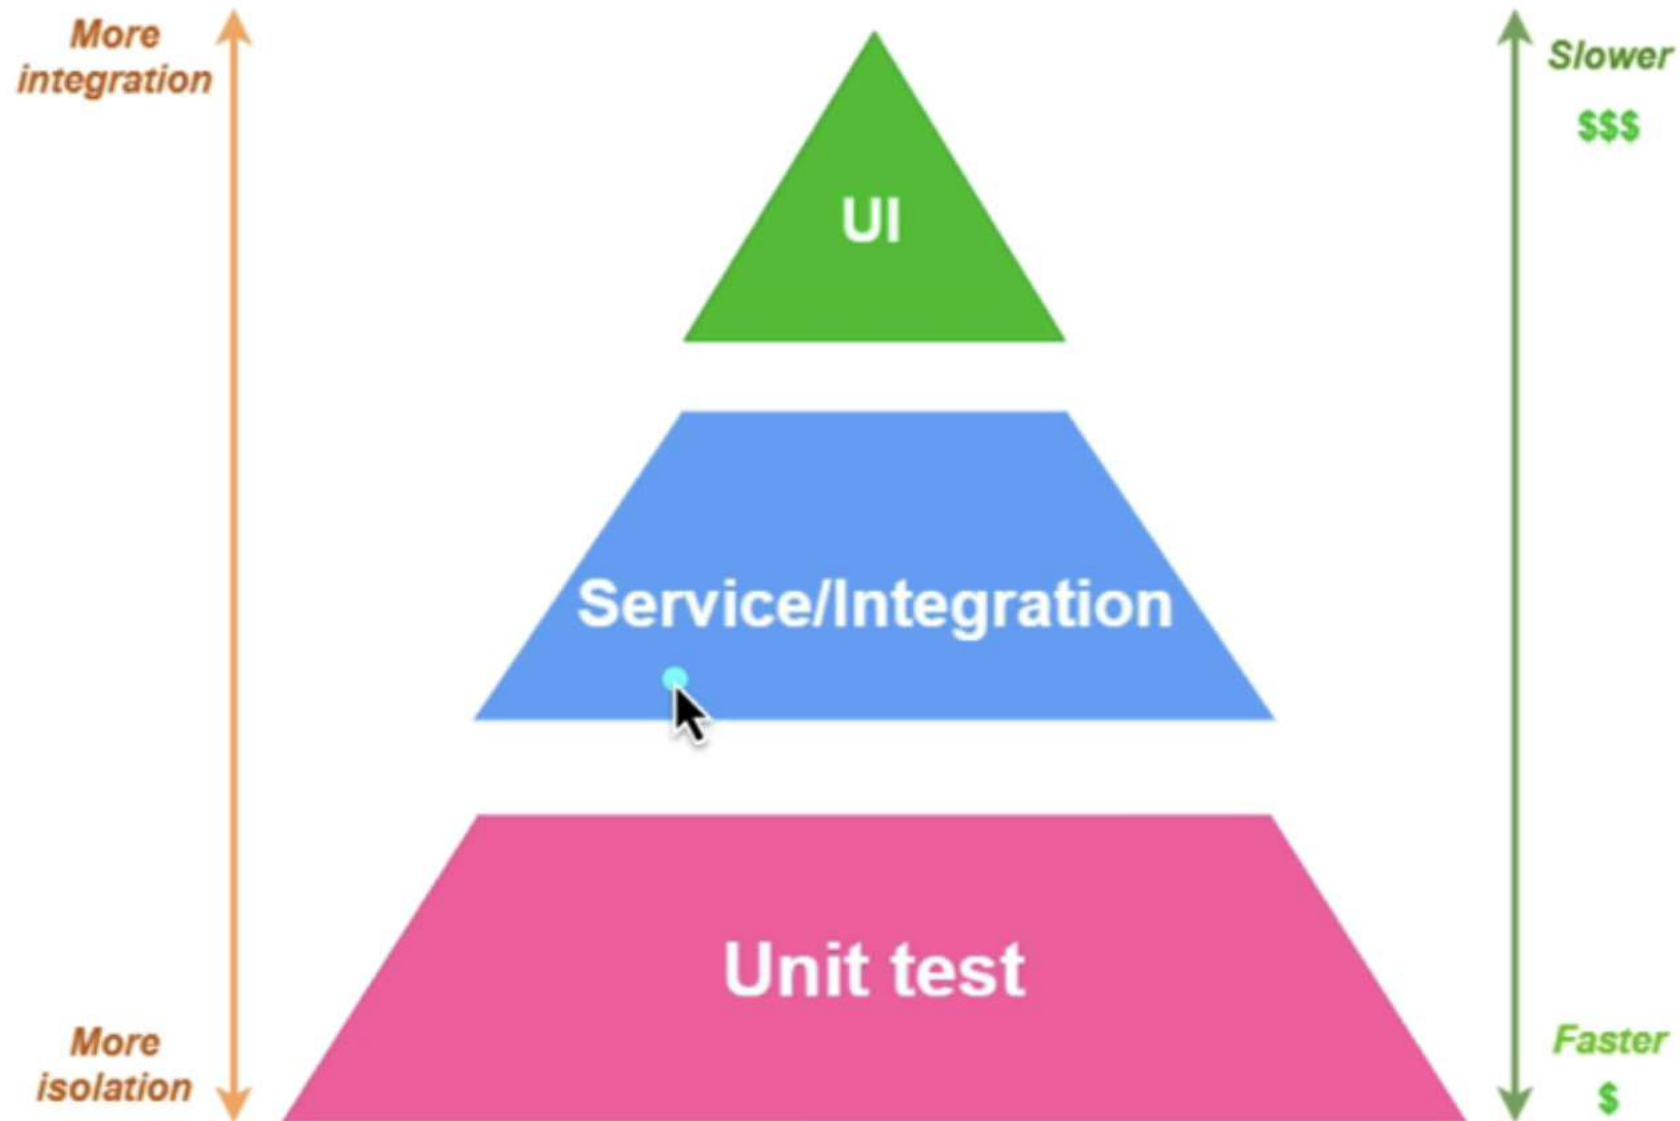 More
integration
Slower
$$$
UI
Service/Integration
Unit test
More
isolation
Faster
$